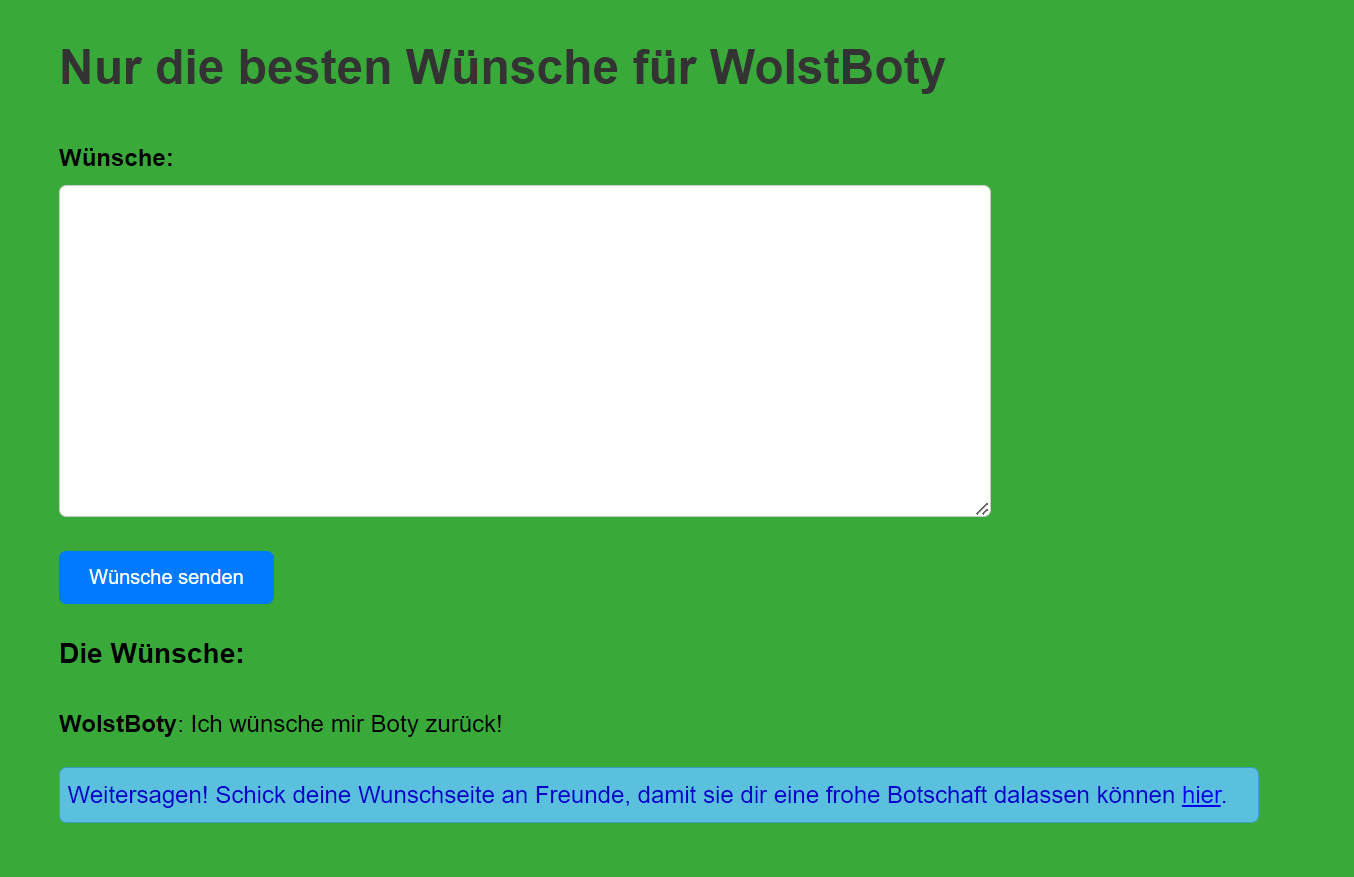 Nur die besten Wünsche für WolstBoty
Wünsche:
Wünsche senden
Die Wünsche:
WolstBoty: Ich wünsche mir Boty zurück!
Weitersagen! Schick deine Wunschseite an Freunde, damit sie dir eine frohe Botschaft dalassen können hier.